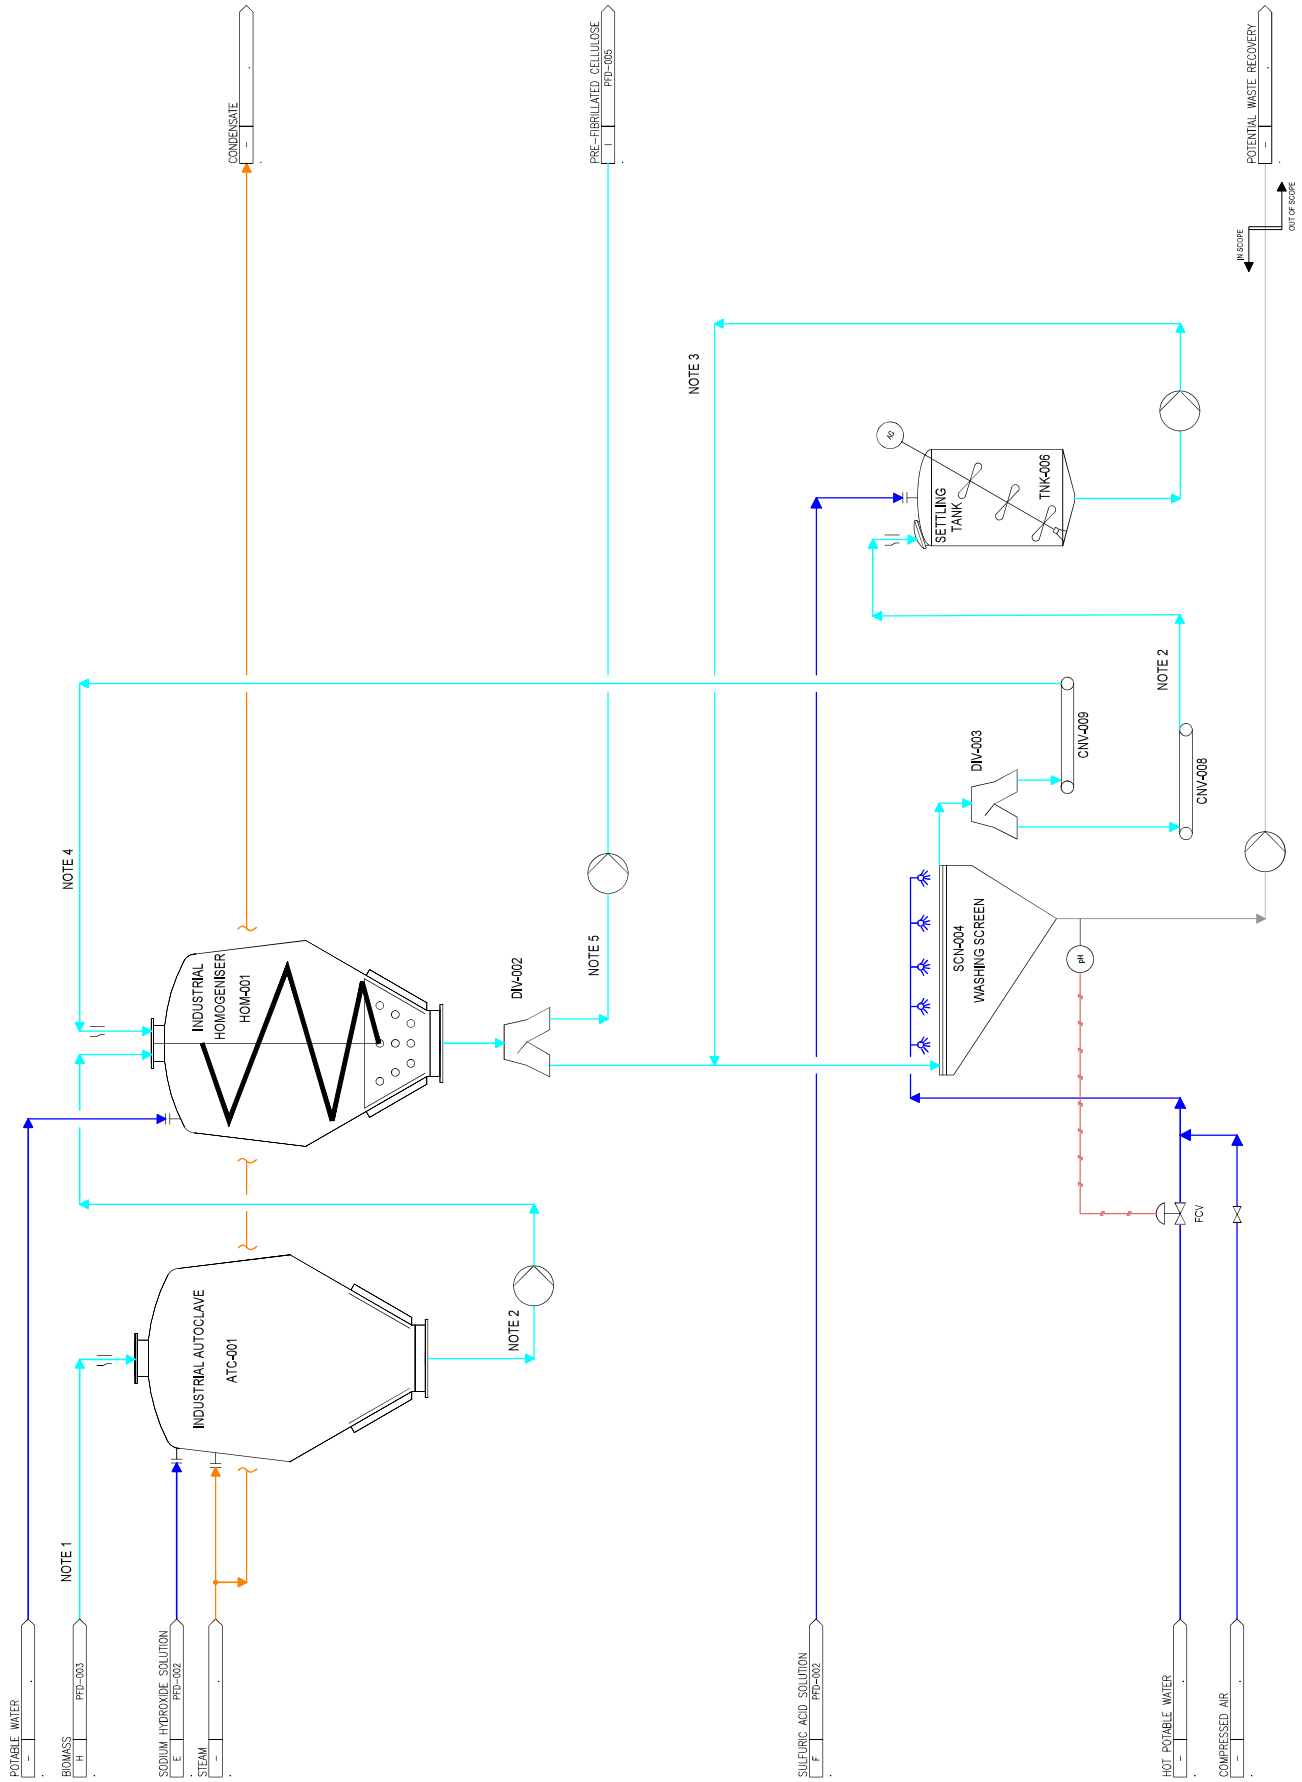 CONDENSATE
-
.
PRE-FIBRILLATED CELLULOSE
I
PFD-005
POTENTIAL WASTE RECOVERY
-
.
IN SCOPE
OUT OF SCOPE
NOTE 3
AG
SETTLING
TANK
TNK-006
NOTE 2
CNV-009
CNV-008
DIV-003
NOTE 4
INDUSTRIAL
HOMOGENISER
HOM-001
NOTE 5
DIV-002
SCN-004
WASHING SCREEN
pH
FCV
INDUSTRIAL AUTOCLAVE
ATC-001
NOTE 2
NOTE 1
POTABLE WATER
-
.
BIOMASS
H
PFD-003
SODIUM HYDROXIDE SOLUTION
E
PFD-002
STEAM
-
.
SULFURIC ACID SOLUTION
F
PFD-002
HOT POTABLE WATER
-
.
COMPRESSED AIR
-
.